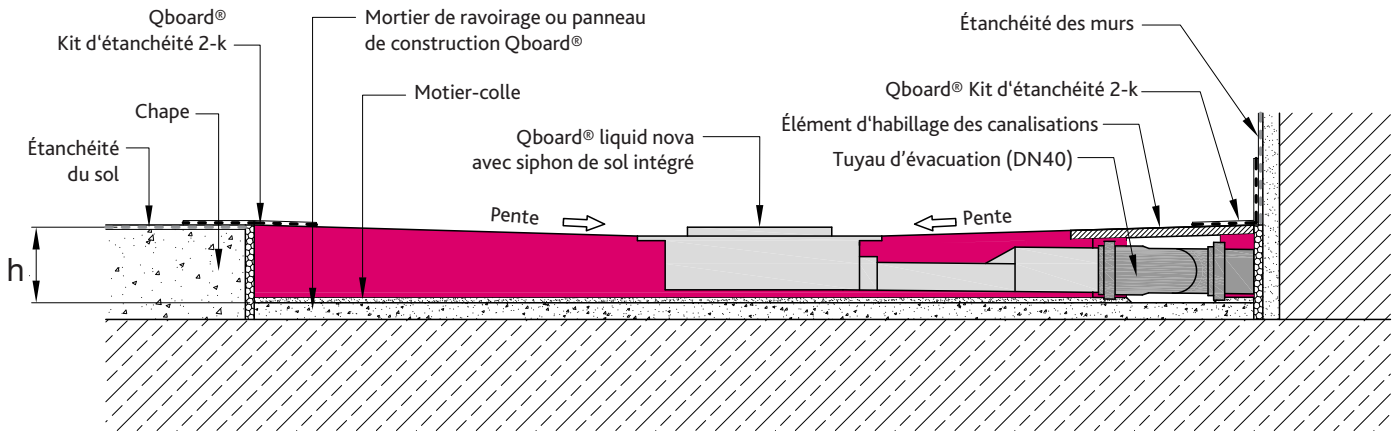 Qboard®
Kit d'étanchéité 2-k
Mortier de ravoirage ou panneau
de construction Qboard®
Étanchéité des murs
Motier-colle
Qboard® Kit d'étanchéité 2-k
Chape
Qboard® liquid nova
avec siphon de sol intégré
Élément d'habillage des canalisations
Étanchéité
du sol
Tuyau d'évacuation (DN40)
Pente
Pente
h